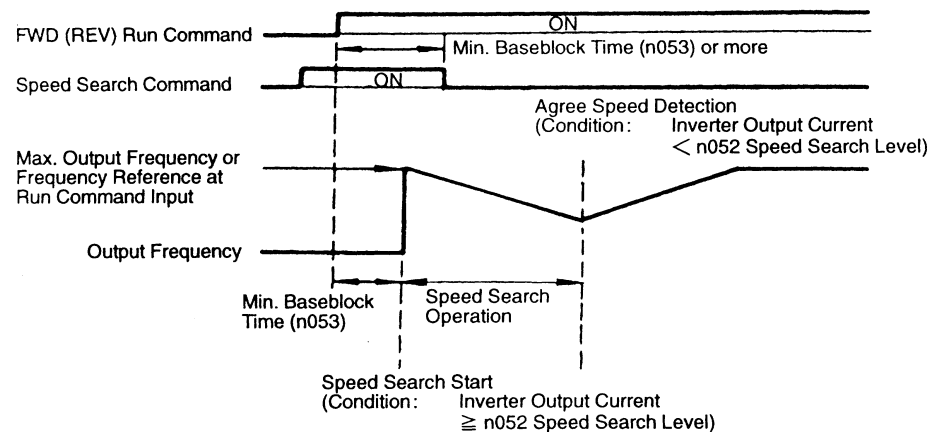 ON
FWD (REV) Run Command
Min. Baseblock Time (n053) or more
Speed Search Command
ON
Agree Speed Detection
(Condition: Inverter Output Current
< n052 Speed Search Level)
Max. Output Frequency or
Frequency Reference at
Run Command Input
Output Frequency
Min. Baseblock
Time (n053)
Speed Search
Operation
Speed Search Start
(Condition: Inverter Output Current
≧ n052 Speed Search Level)